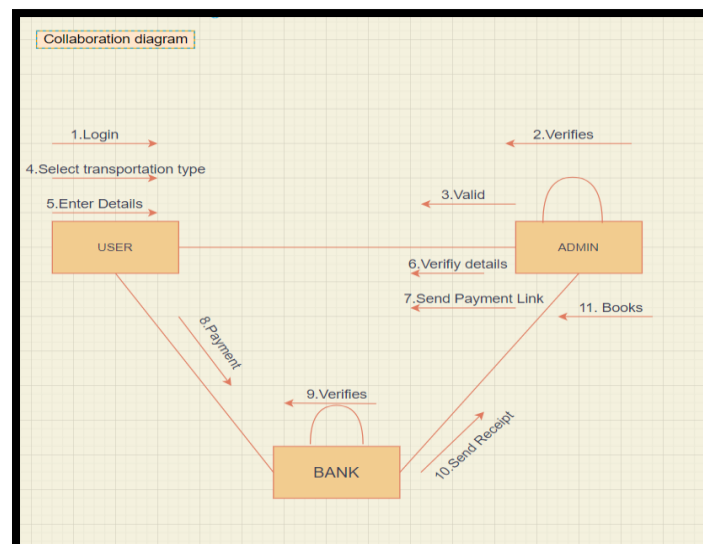 Collaboration diagram
1.Login
2.Verifies
4.Select transportation type
3.Valid
5.Enter Details
USER
ADMIN
6.Verifiy details
7.Send Payment Link
11. Books
8.Payment
9.Verifies
10.Send Receipt
BANK